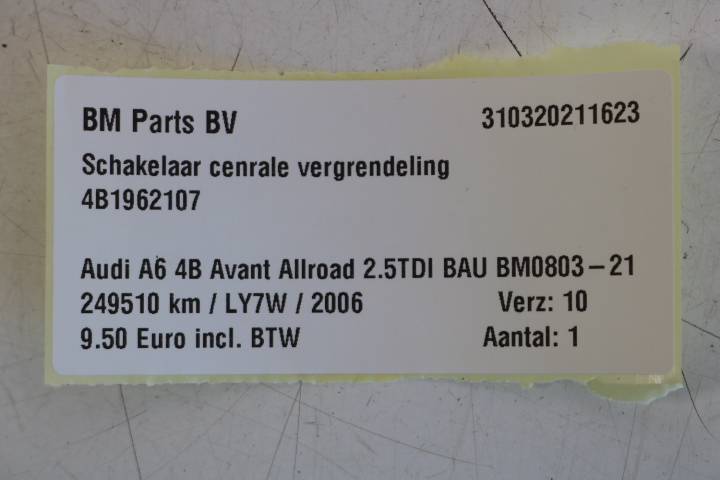 BM Parts BV 310320211623
Schakelaar cenrale vergrendeling
4B1962107
Audi A6 4B Avant Allroad 2.5TDI BAU BM0803-21
249510 km / LY7W / 2006 Verz: 10
9.50 Euro incl. BTW Aantal: 1